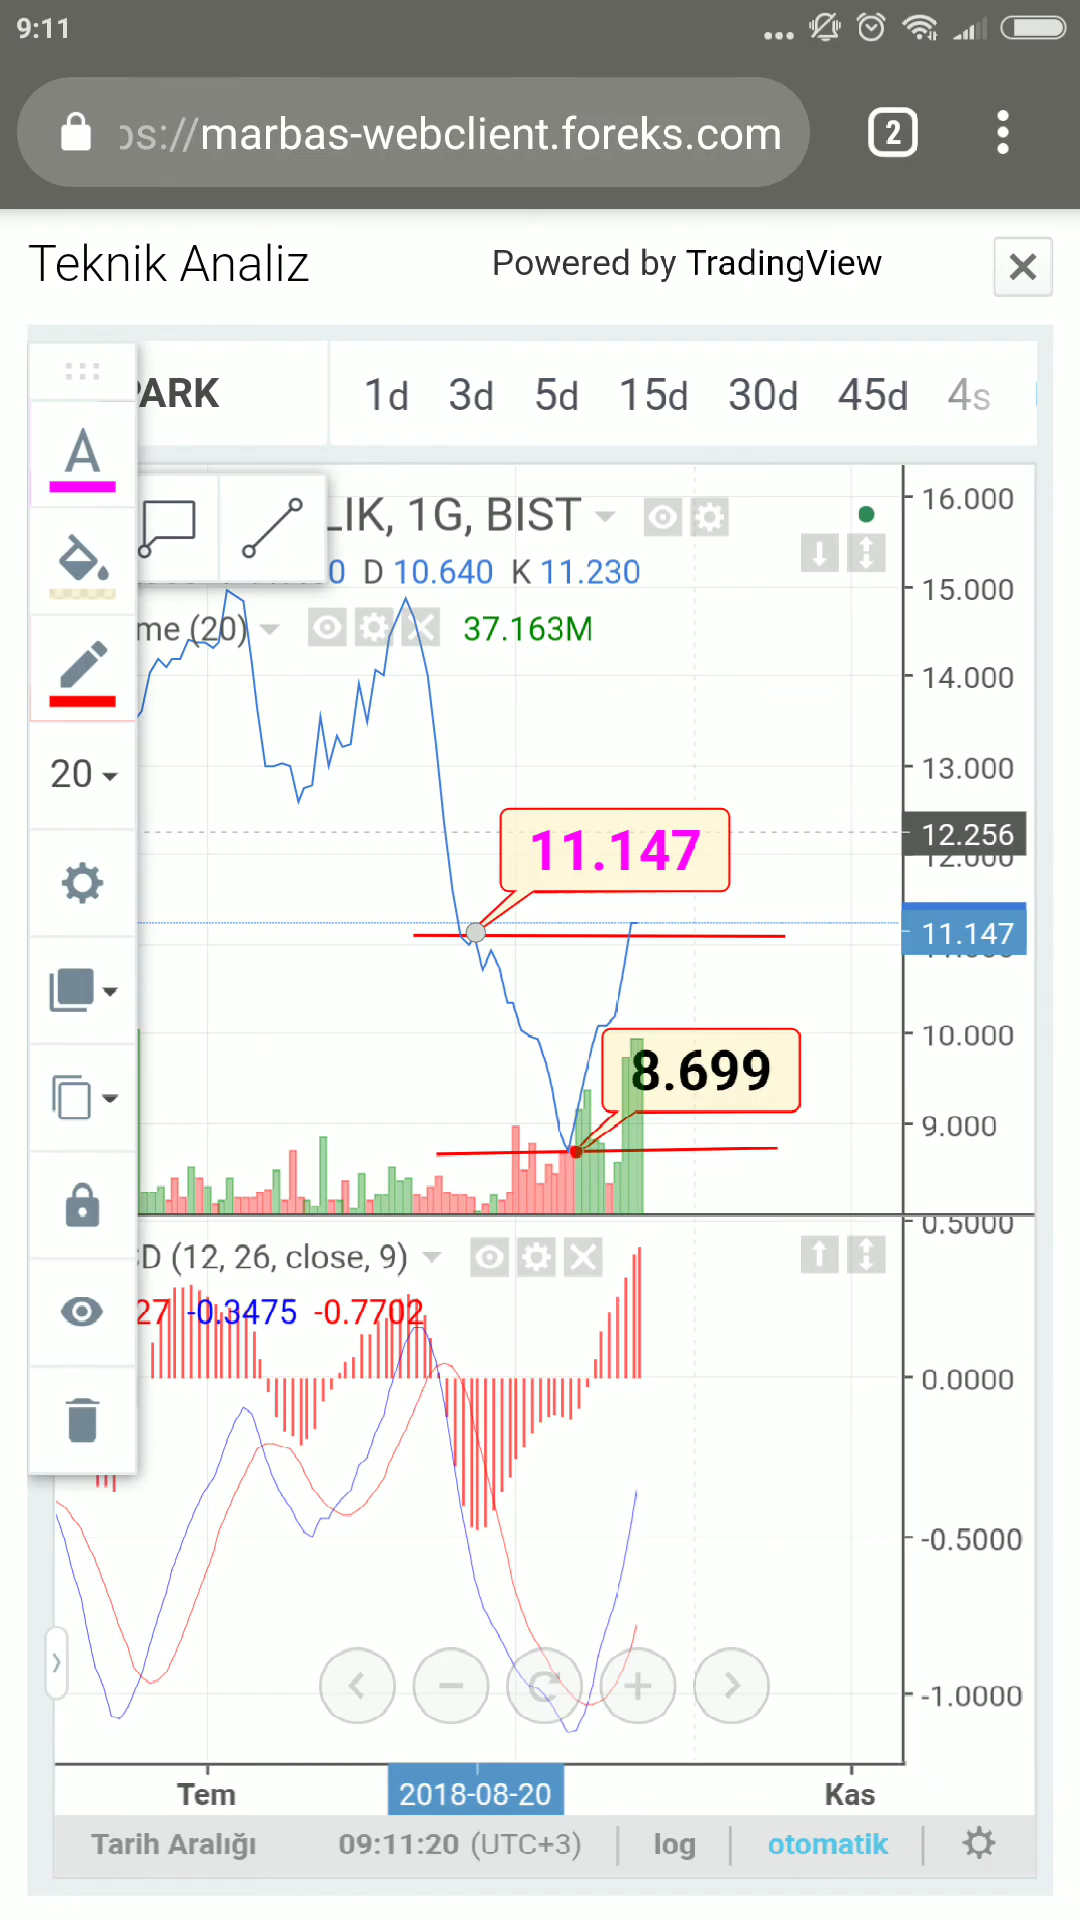 9:11
2
ps://marbas-webclient.foreks.com
Teknik Analiz
Powered by TradingView
PARK
1d 3d 5d 15d 30d 45d 4s
A
LIK, 1G, BIST
0 D 10.640 K 11.230
me (20) 37.163M
20
16.000
15.000
14.000
13.000
12.256
12.000
11.147
11.147
10.000
8.699
9.000
0.5000
D (12, 26, close, 9)
27 -0.3475 -0.7702
0.0000
-0.5000
-1.0000
Tem 2018-08-20 Kas
Tarih Aralığı 09:11:20 (UTC+3) log otomatik